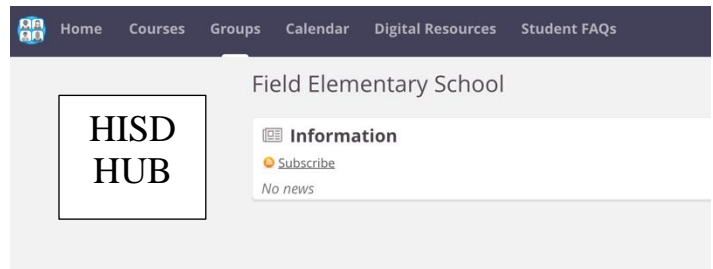 Home Courses Groups Calendar Digital Resources Student FAQs
Field Elementary School
HISD
HUB
Information
Subscribe
No news